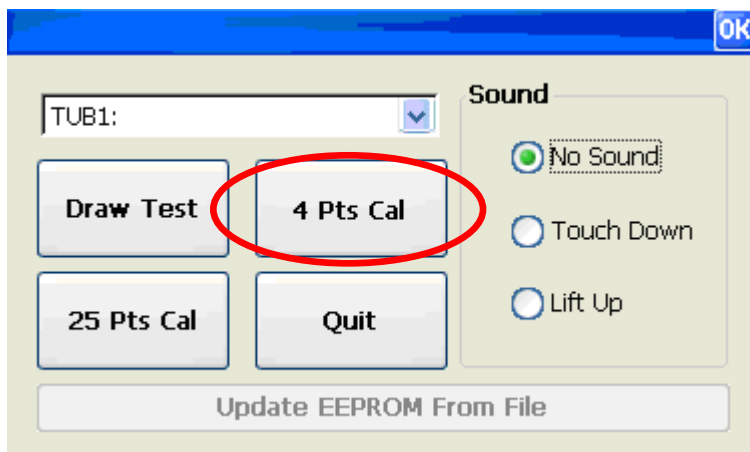 OK
TUB1:
Draw Test
4 Pts Cal
25 Pts Cal
Quit
Sound
No Sound
Touch Down
Lift Up
Update EEPROM From File